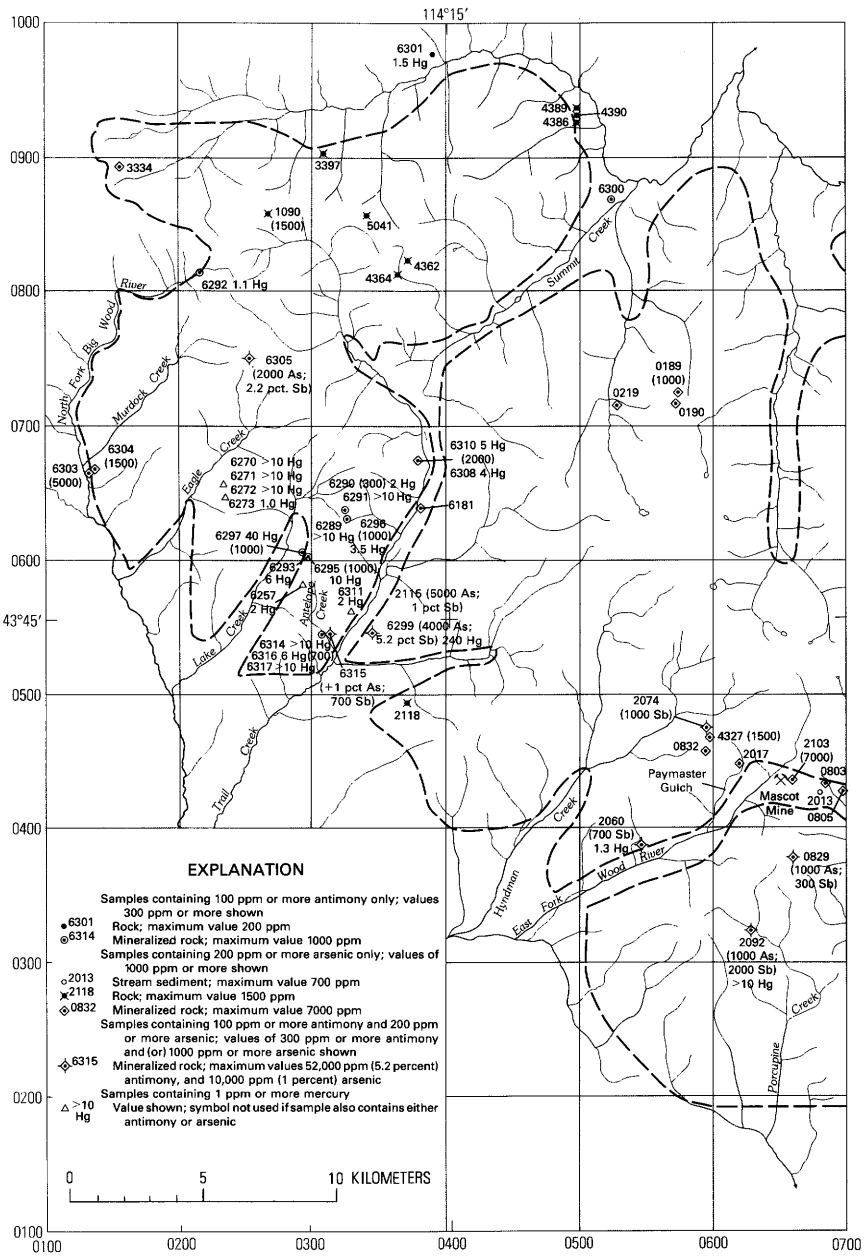 114°15′
1000
6301
1.5 Hg
4389
4390
4386
0900
3334
3397
6300
1090
(1500)
5041
4362
4364
Summit
Creek
6292 1.1 Hg
River
0800
Northy Fork Big Wood
Murdock Creek
6305
(2000 As;
2.2 pct. Sb)
0189
(1000)
0219
0190
0700
6304
(1500)
6303
(5000)
Eagle Creek
6270 >10 Hg
6271 >10 Hg
6272 >10 Hg
6273 1.0 Hg
6290 (300) 2 Hg
6291 >10 Hg
6310 5 Hg
(2000)
6308 4 Hg
6289
>10 Hg
6296
(1000)
3.5 Hg
6181
6297 40 Hg
(1000)
0600
6293
6 Hg
6295 (1000)
10 Hg
6257
2 Hg
Antelope
Creek
6311
2 Hg
2115 (5000 As;
1 pct Sb)
43°45′
6299 (4000 As;
5.2 pct Sb) 240 Hg
Lake Creek
6314 >10 Hg
6316 6 Hg(700)
6317 >10 Hg
6315
(+1 pct As;
700 Sb)
0500
2118
2074
(1000 Sb)
4327 (1500)
0832
2017
2103
(7000)
0803
Paymaster
Gulch
Mascot
Mine
2013
0805
Trail Creek
0400
Creek
Hyndman
2060
(700 Sb)
1.3 Hg
East Fork Wood River
0829
(1000 As;
300 Sb)
2092
(1000 As;
2000 Sb)
>10 Hg
Creek
Porcupine
EXPLANATION
Samples containing 100 ppm or more antimony only; values
300 ppm or more shown
6301 Rock; maximum value 200 ppm
6314 Mineralized rock; maximum value 1000 ppm
Samples containing 200 ppm or more arsenic only; values of
1000 ppm or more shown
2013 Stream sediment; maximum value 700 ppm
2118 Rock; maximum value 1500 ppm
0832 Mineralized rock; maximum value 7000 ppm
Samples containing 100 ppm or more antimony and 200 ppm
or more arsenic; values of 300 ppm or more antimony
and (or) 1000 ppm or more arsenic shown
6315 Mineralized rock; maximum values 52,000 ppm (5.2 percent)
antimony, and 10,000 ppm (1 percent) arsenic
Samples containing 1 ppm or more mercury
>10 Hg Value shown; symbol not used if sample also contains either
antimony or arsenic
0300
0200
0 5 10 KILOMETERS
0100
0100 0200 0300 0400 0500 0600 0700